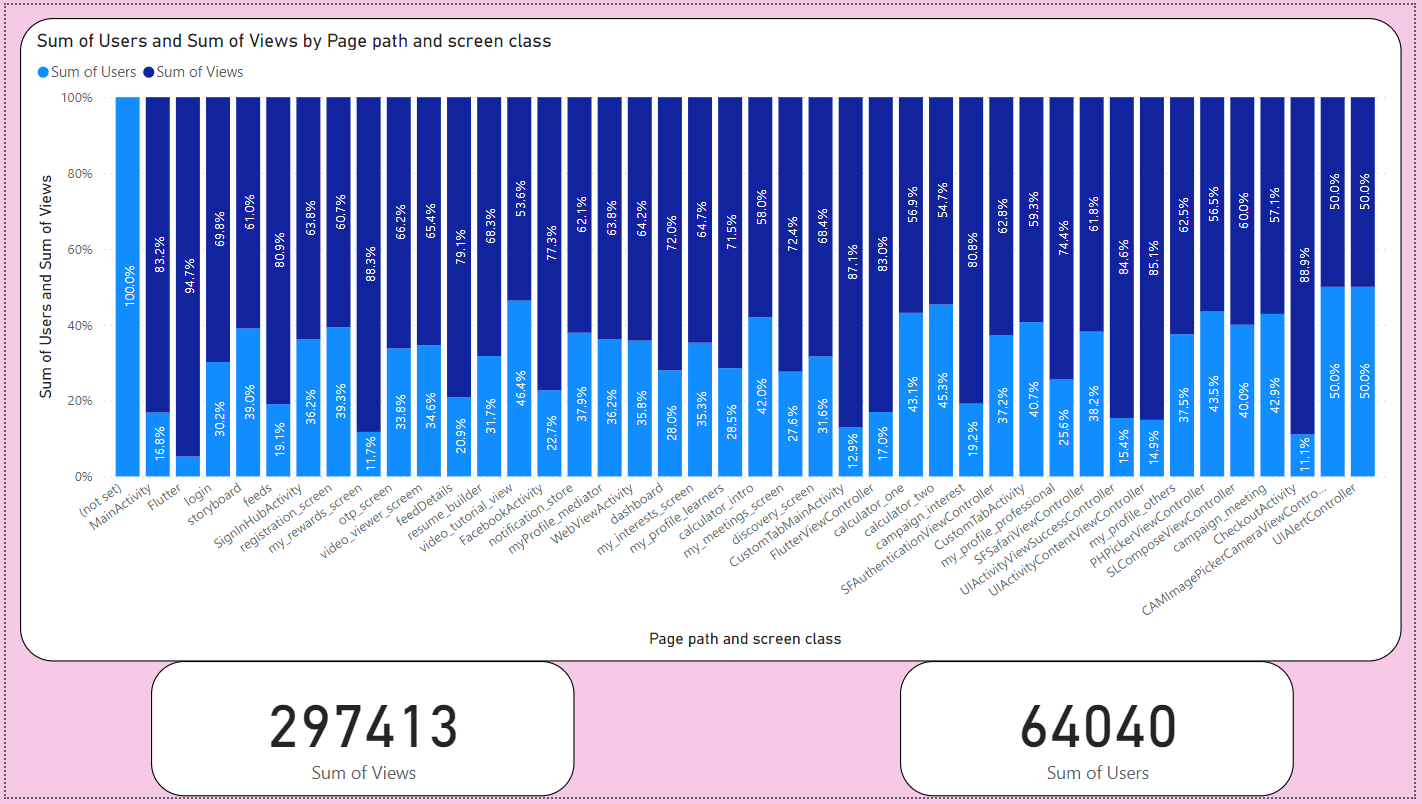 Sum of Users and Sum of Views by Page path and screen class
Sum of Users Sum of Views
Sum of Users and Sum of Views
100%
80%
60%
40%
20%
0%
100.0%
83.2%
94.7%
69.8%
61.0%
80.9%
63.8%
60.7%
88.3%
66.2%
65.4%
79.1%
68.3%
53.6%
77.3%
62.1%
63.8%
64.2%
72.0%
64.7%
71.5%
58.0%
72.4%
68.4%
87.1%
83.0%
56.9%
54.7%
80.8%
62.8%
59.3%
74.4%
61.8%
84.6%
85.1%
62.5%
56.5%
60.0%
57.1%
88.9%
50.0%
50.0%
16.8%
30.2%
39.0%
19.1%
36.2%
39.3%
11.7%
33.8%
34.6%
20.9%
31.7%
46.4%
22.7%
37.9%
36.2%
35.8%
28.0%
35.3%
28.5%
42.0%
27.6%
31.6%
12.9%
17.0%
43.1%
45.3%
19.2%
37.2%
40.7%
25.6%
38.2%
15.4%
14.9%
37.5%
43.5%
40.0%
42.9%
11.1%
50.0%
50.0%
(not set)
MainActivity
Flutter
login
storyboard
feeds
SignInHubActivity
registration_screen
my_rewards_screen
otp_screen
video_viewer_screem
feedDetails
resume_builder
video_tutorial_view
FacebookActivity
notification_store
myProfile_mediator
WebViewActivity
dashboard
my_interests_screen
my_profile_learners
calculator_intro
my_meetings_screen
discovery_screen
CustomTabMainActivity
FlutterViewController
calculator_one
calculator_two
campaign_interest
SFAuthenticationViewController
CustomTabActivity
my_profile_professional
SFSafariViewController
UIActivityViewSuccessController
UIActivityContentViewController
my_profile_others
PHPickerViewController
SLComposeViewController
campaign_meeting
CheckoutActivity
CAMImagePickerCameraViewContro...
UIAlertController
Page path and screen class
297413
Sum of Views
64040
Sum of Users